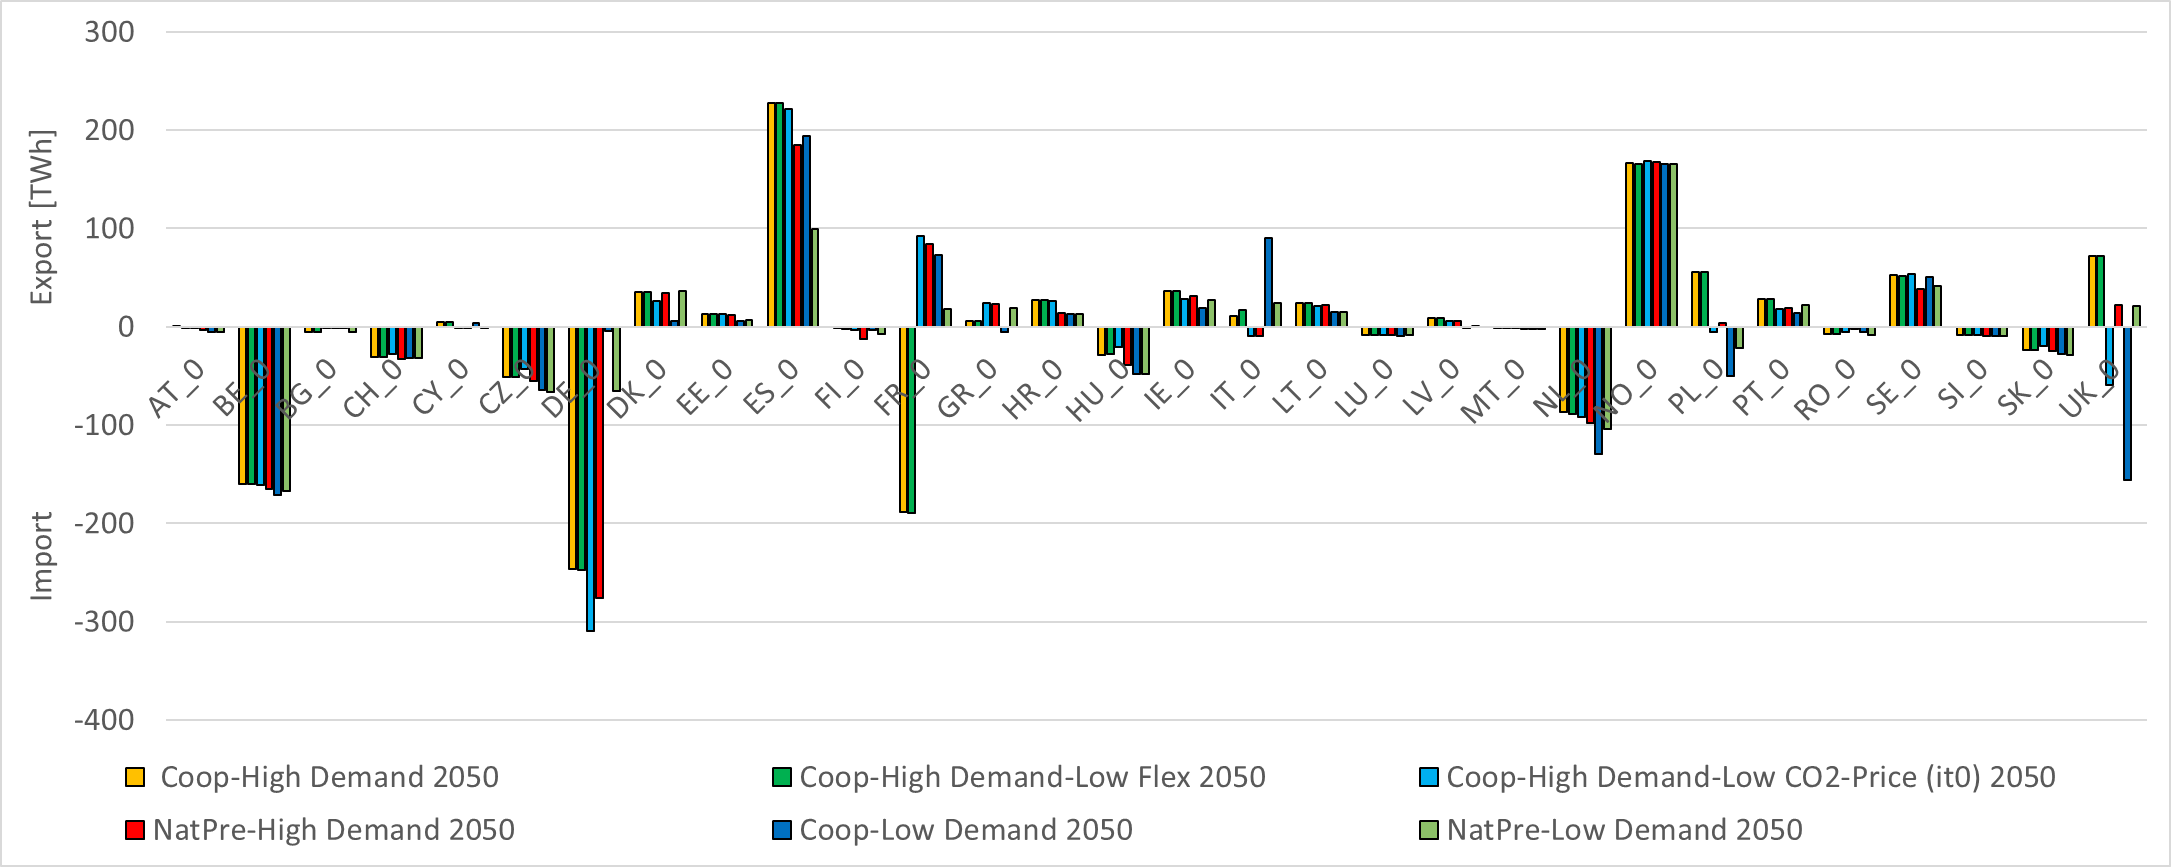 300
200
100
0
-100
-200
-300
-400
Export [TWh]
Import
AT_0
BE_0
BG_0
CH_0
CY_0
CZ_0
DE_0
DK_0
EE_0
ES_0
FI_0
FR_0
GR_0
HR_0
HU_0
IE_0
IT_0
LT_0
LU_0
LV_0
MT_0
NL_0
NO_0
PL_0
PT_0
RO_0
SE_0
SI_0
SK_0
UK_0
Coop-High Demand 2050
Coop-High Demand-Low Flex 2050
Coop-High Demand-Low CO2-Price (it0) 2050
NatPre-High Demand 2050
Coop-Low Demand 2050
NatPre-Low Demand 2050